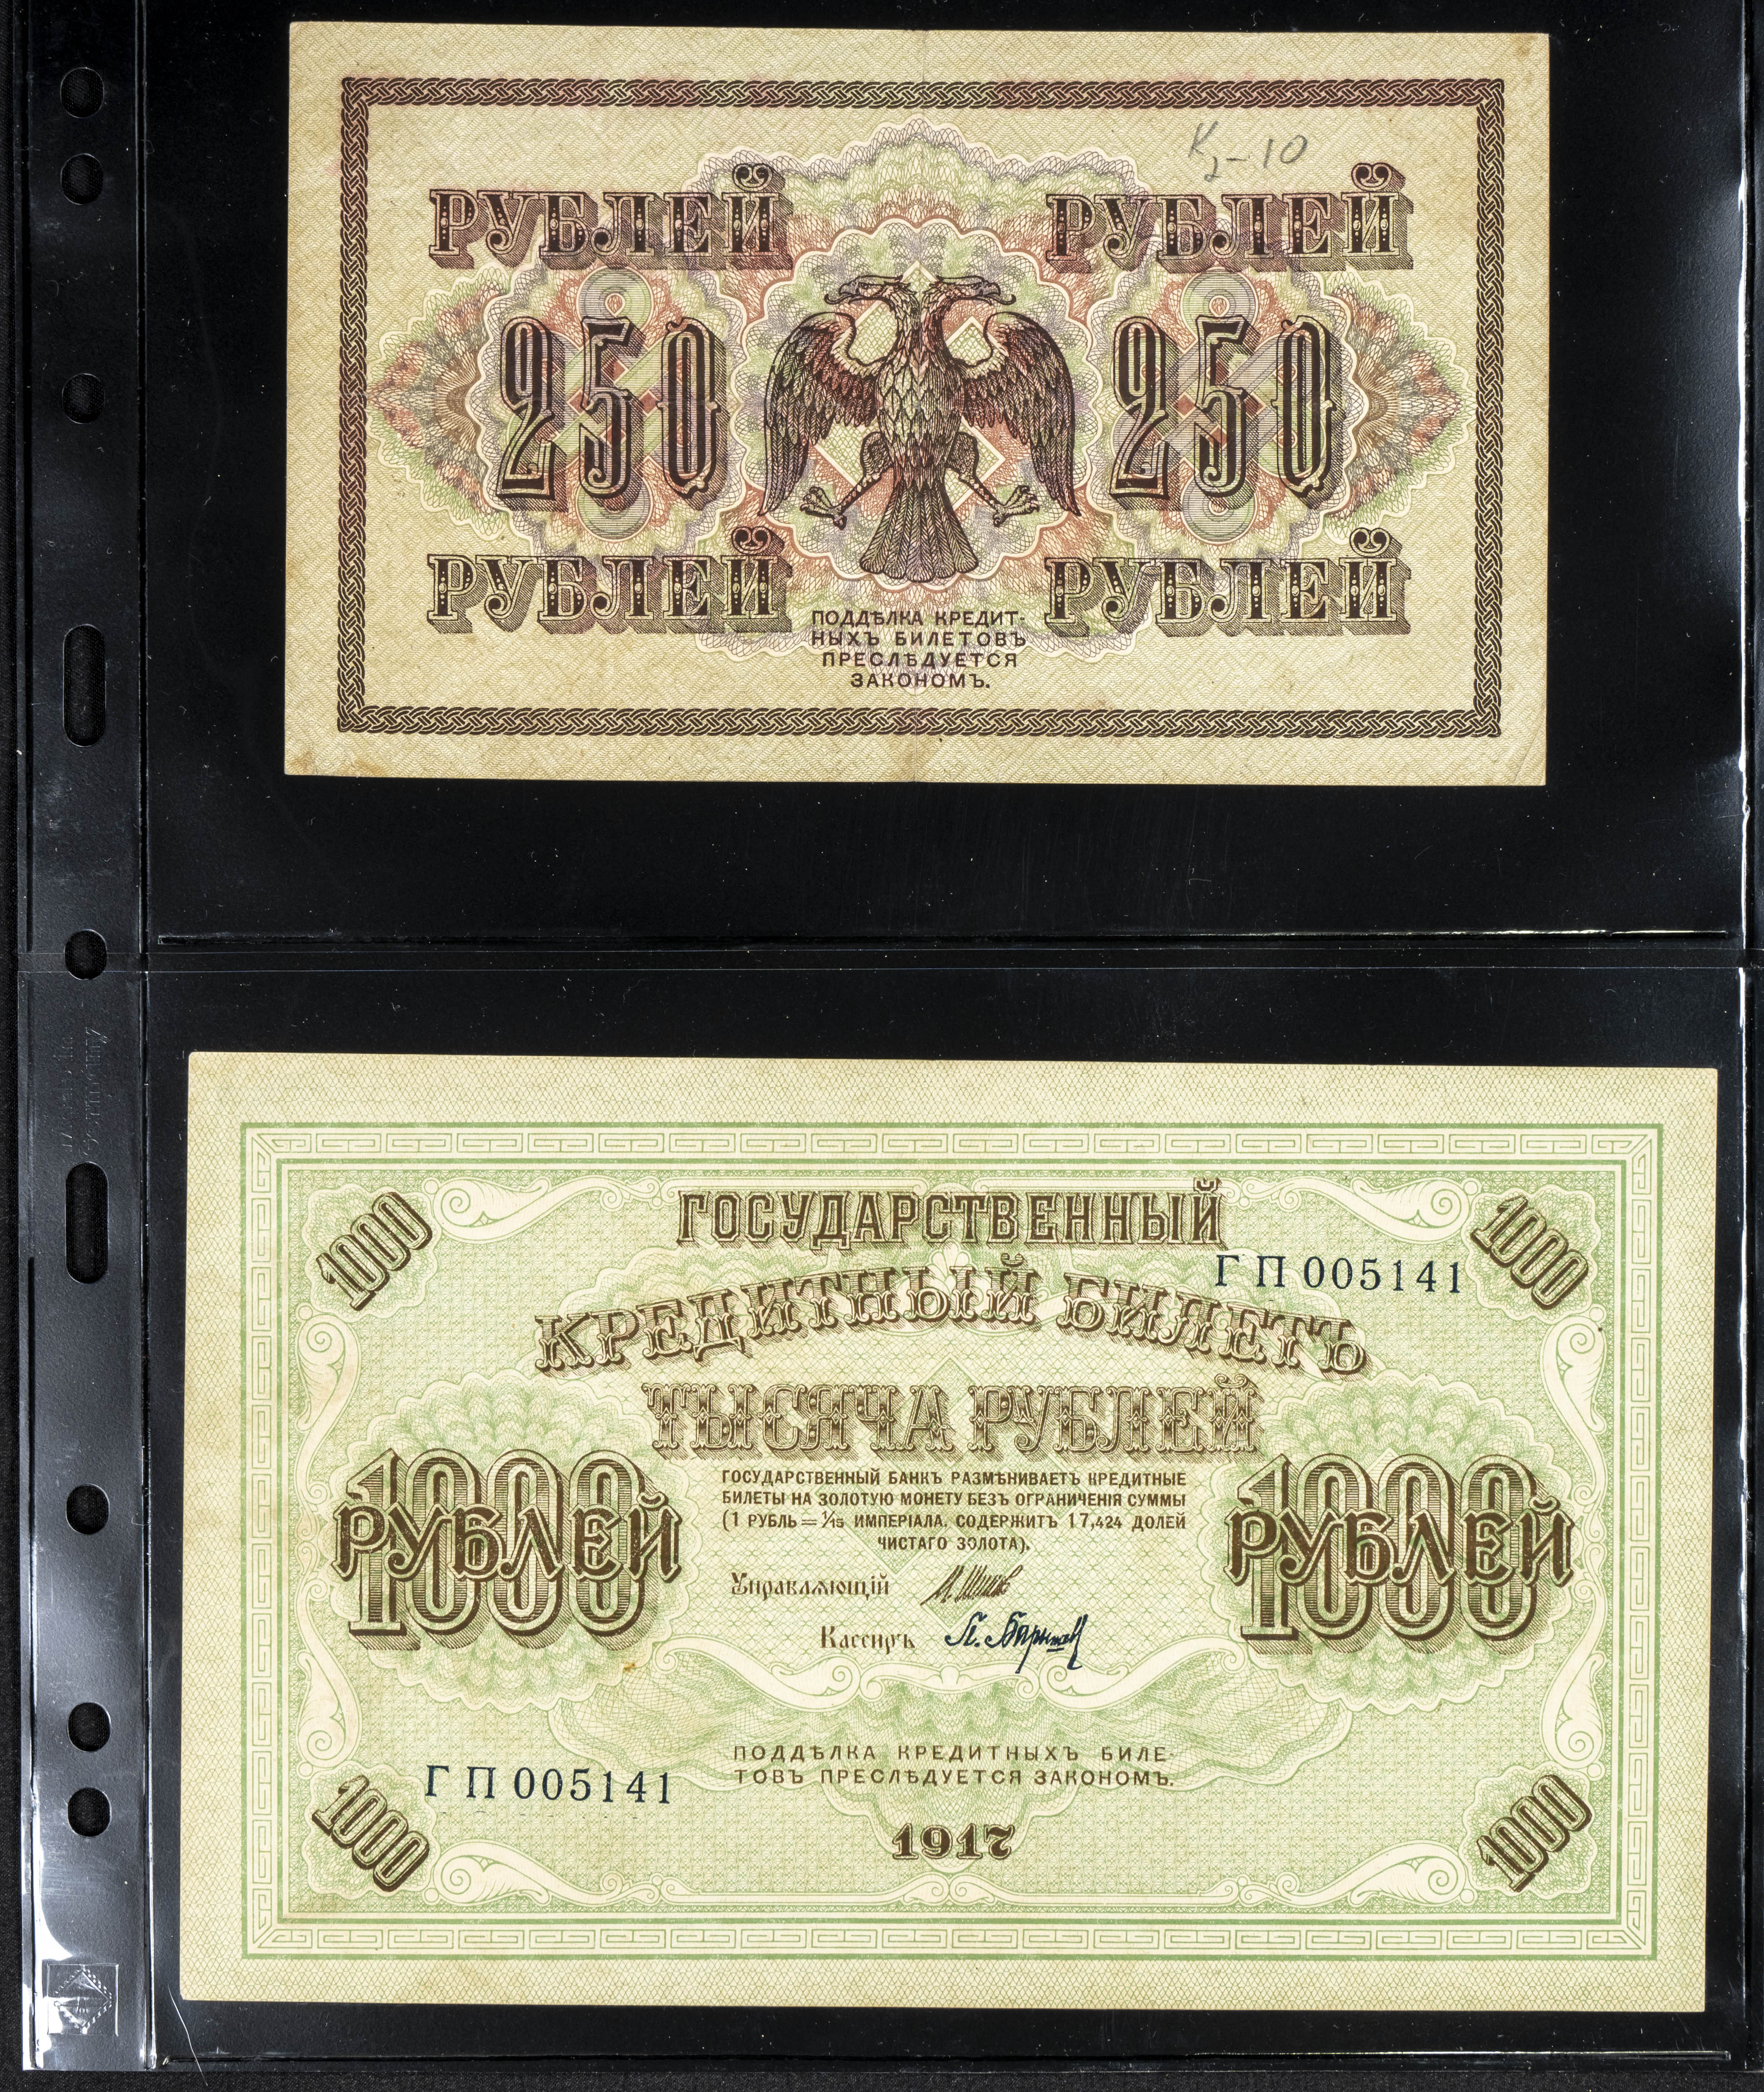 К2-10
РУБЛЕЙ РУБЛЕЙ
250 250
РУБЛЕЙ РУБЛЕЙ
ПОДДѢЛКА КРЕДИТ-
НЫХЪ БИЛЕТОВЪ
ПРЕСЛѢДУЕТСЯ
ЗАКОНОМЪ.
1000 ГОСУДАРСТВЕННЫЙ 1000
ГП 005141
КРЕДИТНЫЙ БИЛЕТЪ
ТЫСЯЧА РУБЛЕЙ
1000 1000
РУБЛЕЙ РУБЛЕЙ
ГОСУДАРСТВЕННЫЙ БАНКЪ РАЗМѢНИВАЕТЪ КРЕДИТНЫЕ
БИЛЕТЫ НА ЗОЛОТУЮ МОНЕТУ БЕЗЪ ОГРАНИЧЕНІЯ СУММЫ
(1 РУБЛЬ = 1/15 ИМПЕРІАЛА, СОДЕРЖИТЪ 17,424 ДОЛЕЙ
ЧИСТАГО ЗОЛОТА).
Управляющій
Кассиръ
ПОДДѢЛКА КРЕДИТНЫХЪ БИЛЕ-
ТОВЪ ПРЕСЛѢДУЕТСЯ ЗАКОНОМЪ.
ГП 005141
1000 1917 1000